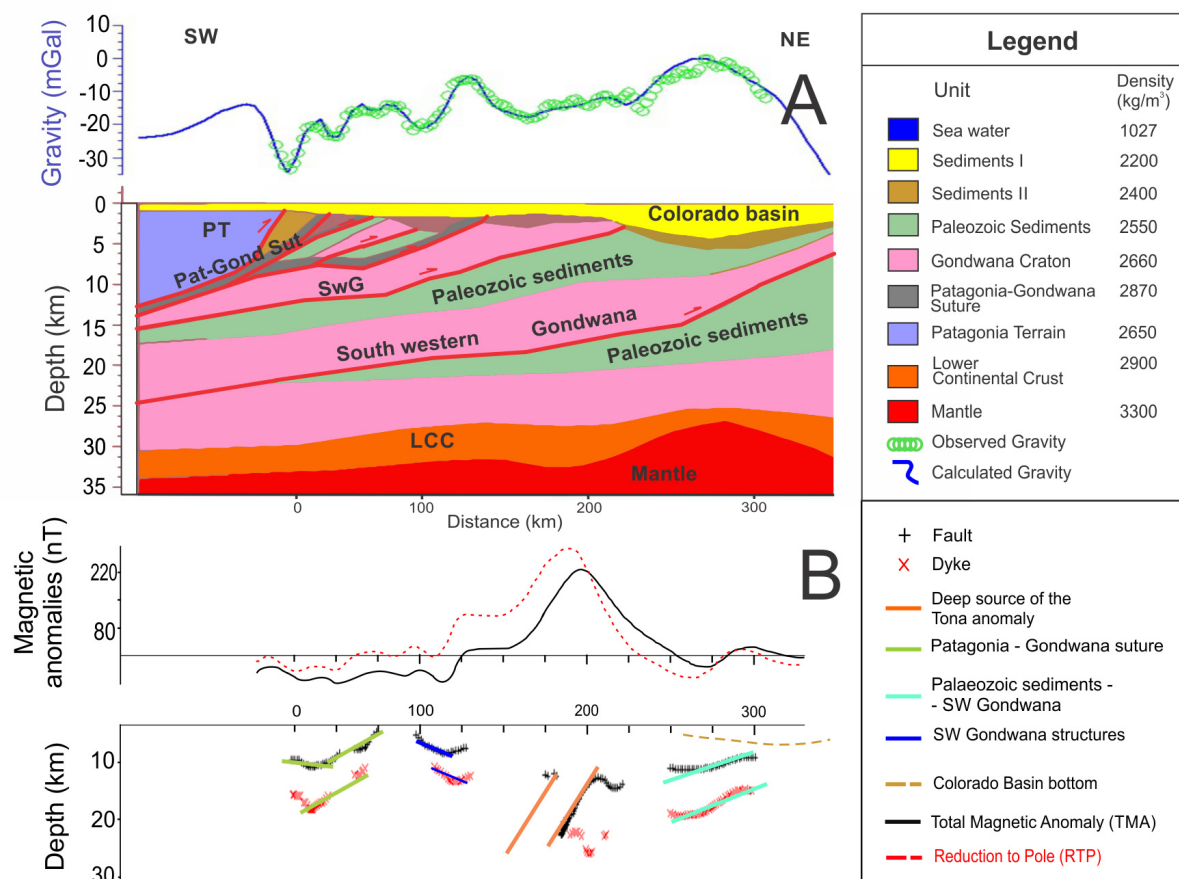 SW
NE
A
Gravity (mGal)
10
0
-10
-20
-30
Depth (km)
0
5
10
15
20
25
30
35
PT
Pat-Gond Sut
SwG
Colorado basin
Paleozoic sediments
Gondwana
South western
Paleozoic sediments
LCC
Mantle
0
100
200
300
Distance (km)
Legend
Unit
Density
(kg/m³)
Sea water 1027
Sediments I 2200
Sediments II 2400
Paleozoic Sediments 2550
Gondwana Craton 2660
Patagonia-Gondwana 2870
Suture
Patagonia Terrain 2650
Lower 2900
Continental Crust
Mantle 3300
Observed Gravity
Calculated Gravity
B
Magnetic
anomalies (nT)
220
80
0
100
200
300
Depth (km)
10
20
30
Fault
Dyke
Deep source of the
Tona anomaly
Patagonia - Gondwana suture
Palaeozoic sediments -
- SW Gondwana
SW Gondwana structures
Colorado Basin bottom
Total Magnetic Anomaly (TMA)
Reduction to Pole (RTP)